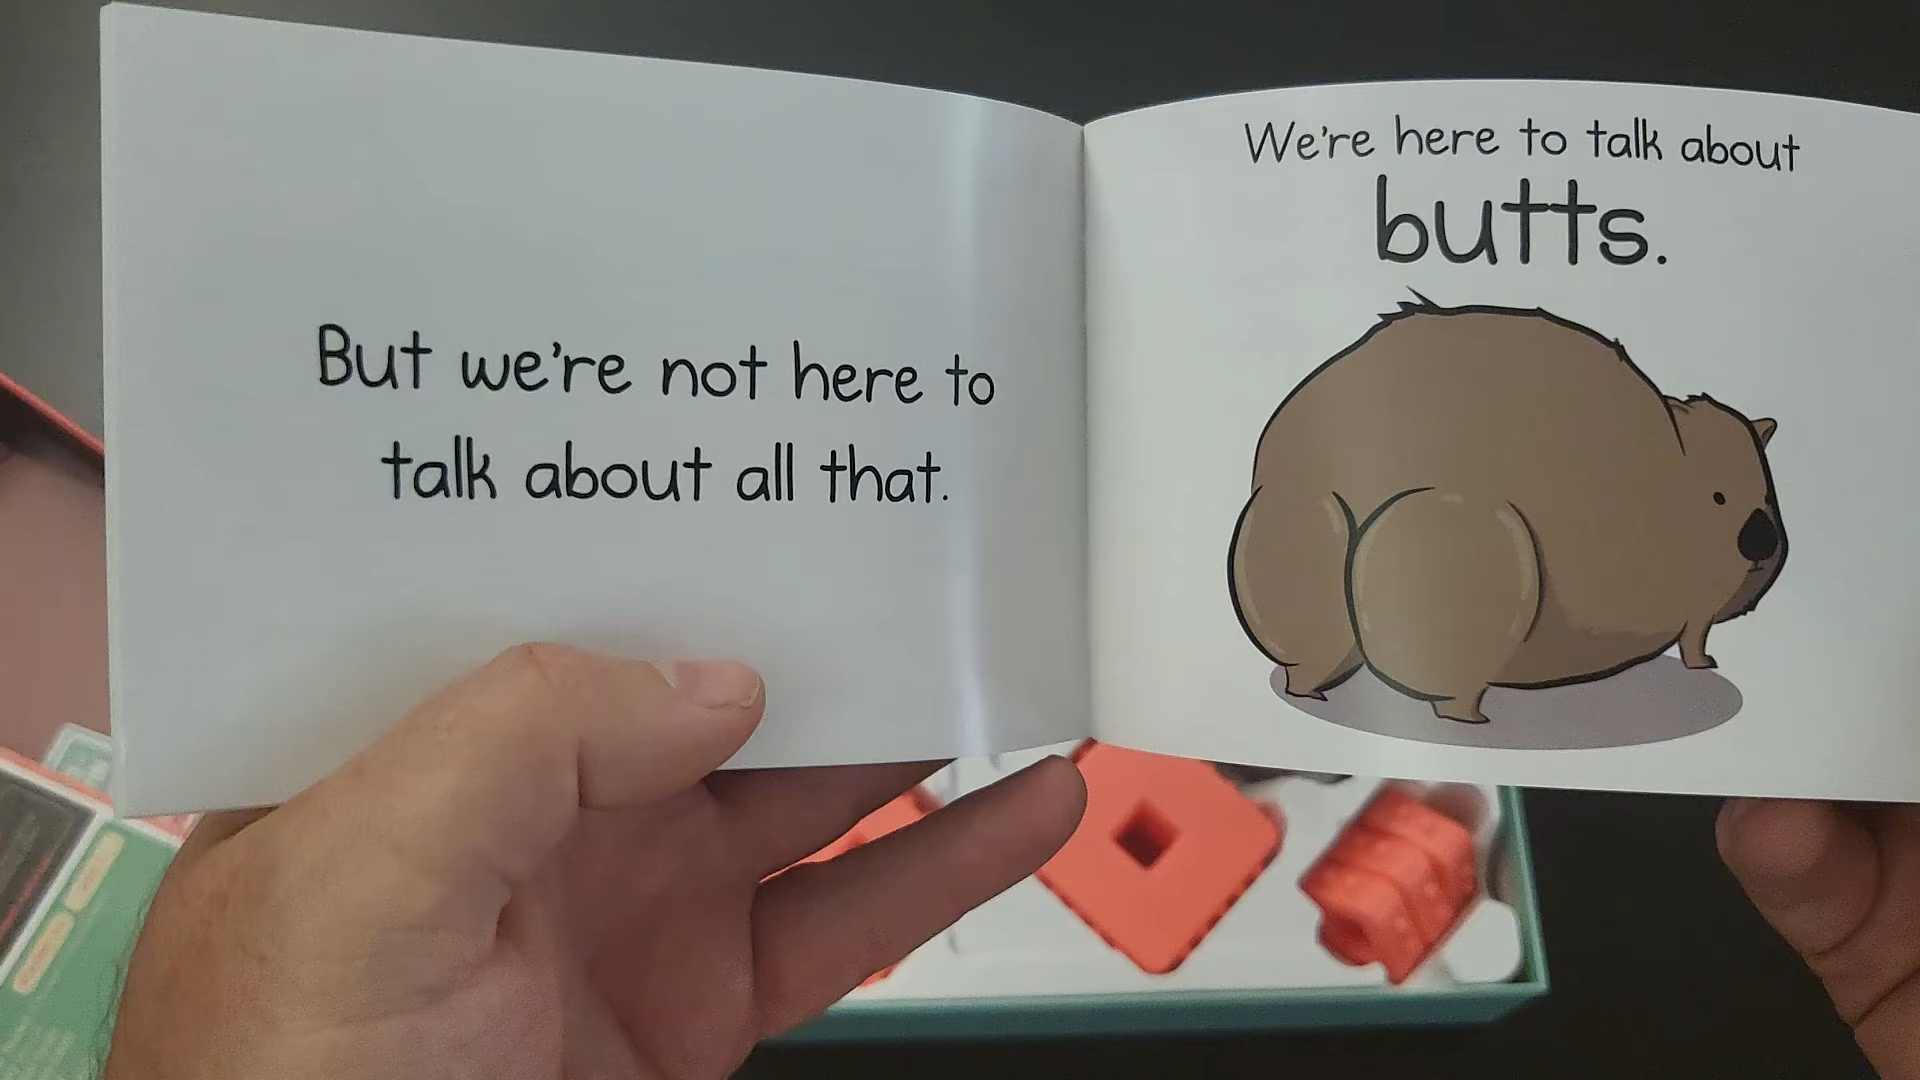 But we're not here to
talk about all that.
We're here to talk about
butts.